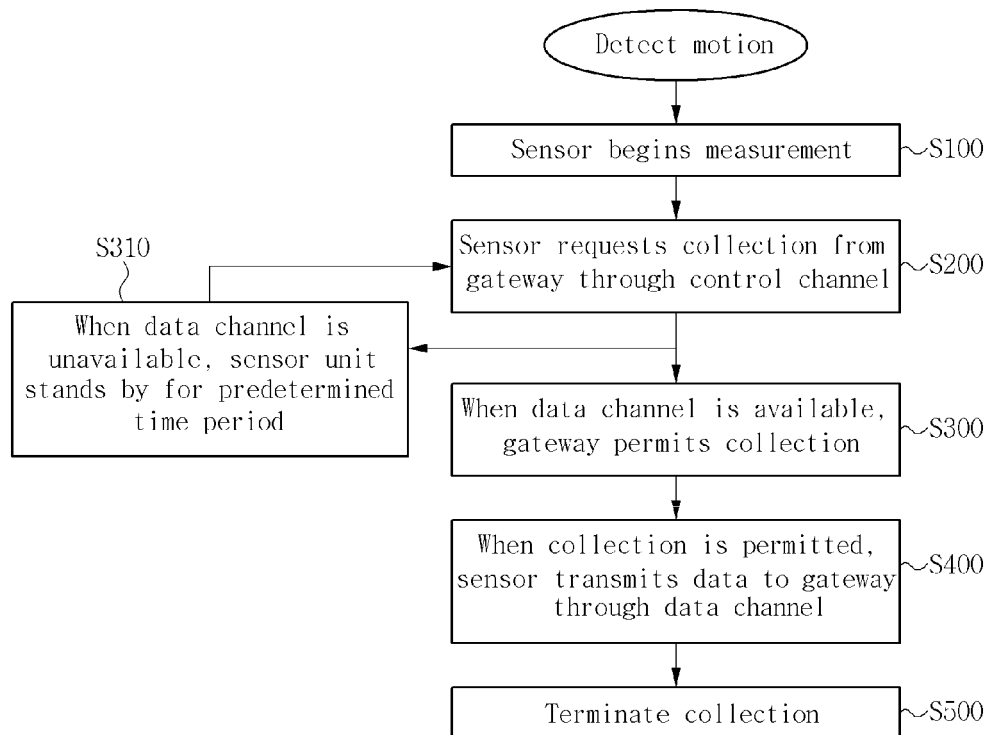 Detect motion
Sensor begins measurement
S100
Sensor requests collection from
gateway through control channel
S200
S310
When data channel is
unavailable, sensor unit
stands by for predetermined
time period
When data channel is available,
gateway permits collection
S300
When collection is permitted,
sensor transmits data to gateway
through data channel
S400
Terminate collection
S500